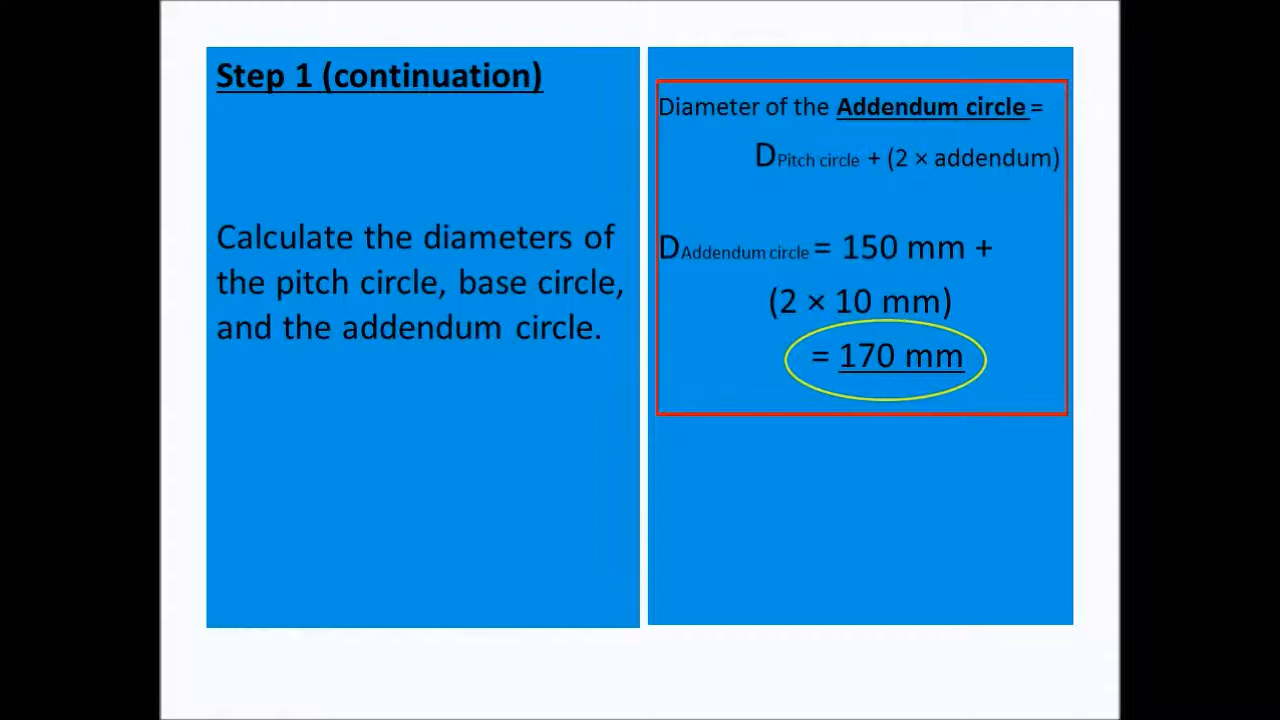 Step 1 (continuation)
Calculate the diameters of
the pitch circle, base circle,
and the addendum circle.
Diameter of the Addendum circle =
DPitch circle + (2 × addendum)
DAddendum circle = 150 mm +
(2 × 10 mm)
= 170 mm